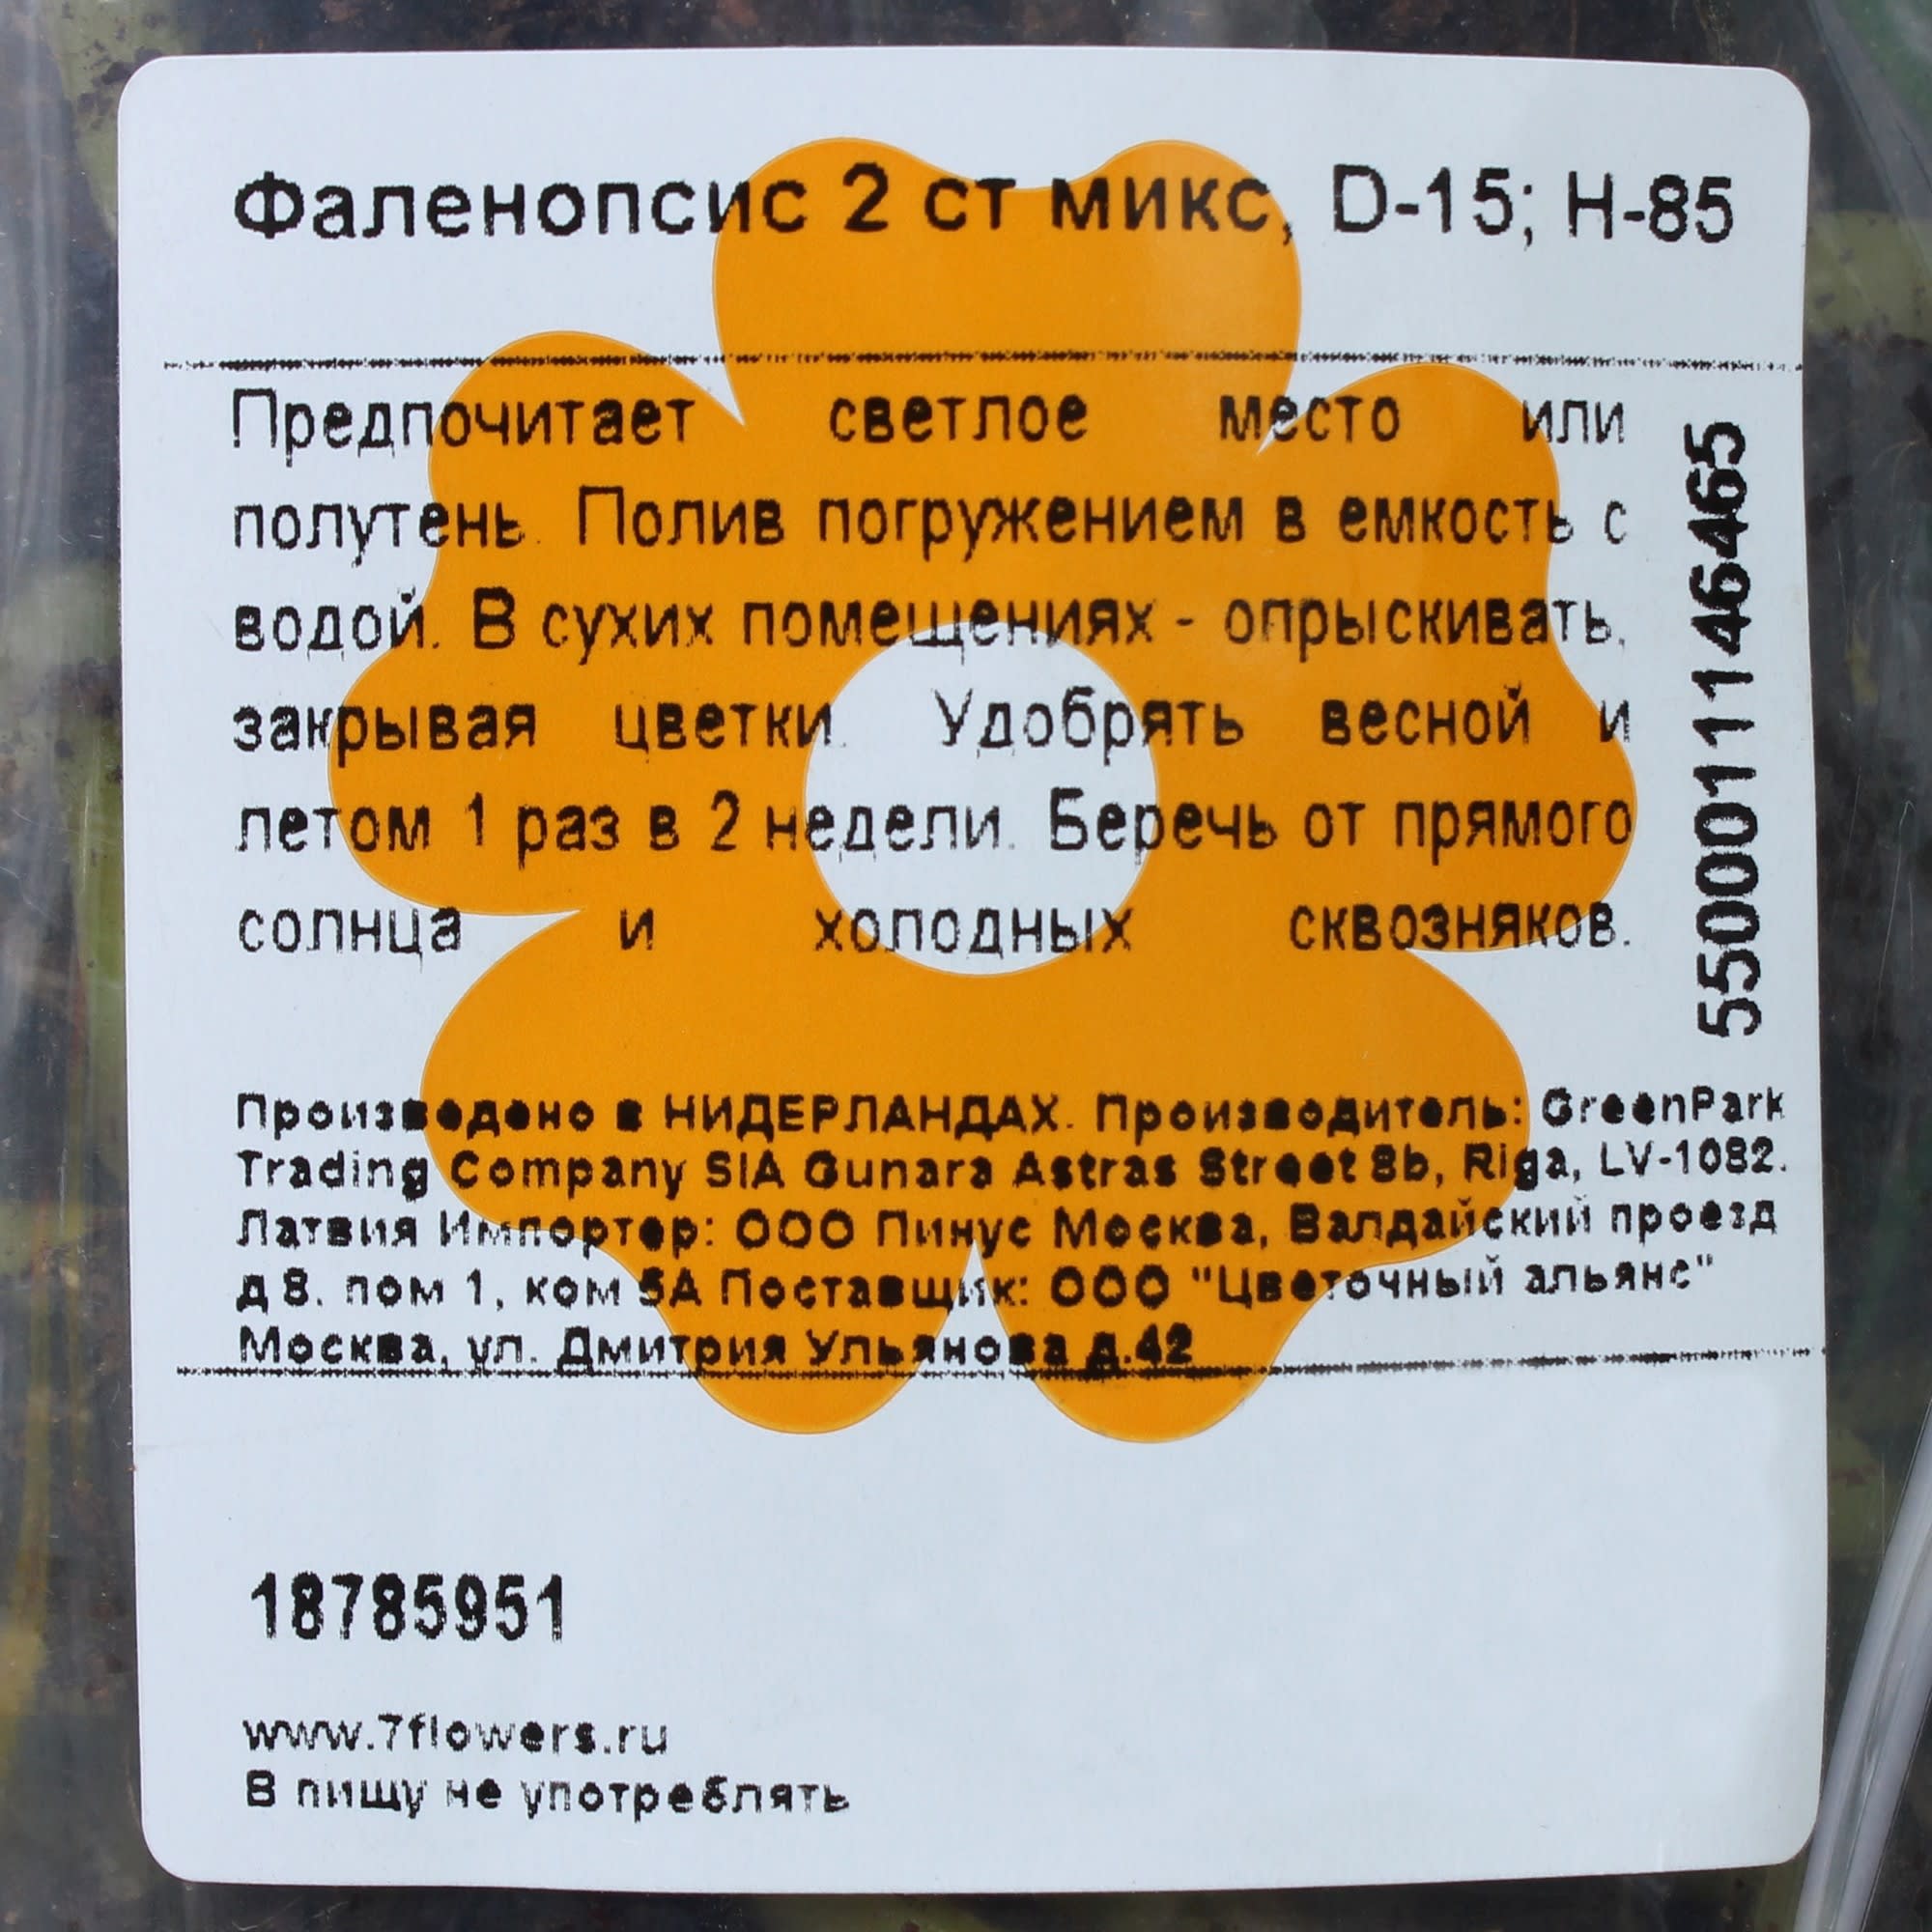 Фаленопсис 2 ст микс, D-15; H-85
Предпочитает светлое место или
полутень. Полив погружением в емкость с
водой. В сухих помещениях - опрыскивать,
закрывая цветки. Удобрять весной и
летом 1 раз в 2 недели. Беречь от прямого
солнца и холодных сквозняков.
5500011146465
Произведено в НИДЕРЛАНДАХ. Производитель: GreenPark
Trading Company SIA Gunara Astras Street 8b, Riga, LV-1082.
Латвия Импортер: ООО Пинус Москва, Валдайский проезд
д 8. пом 1, ком 5А Поставщик: ООО "Цветочный альянс"
Москва, ул. Дмитрия Ульянова д.42
18785951
www.7flowers.ru
В пищу не употреблять